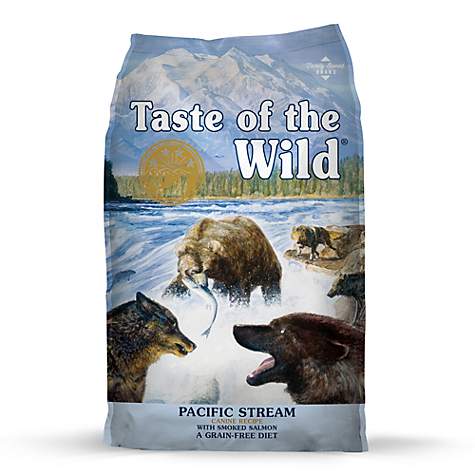 Taste of the
Wild®
PACIFIC STREAM
CANINE RECIPE
WITH SMOKED SALMON
A GRAIN-FREE DIET